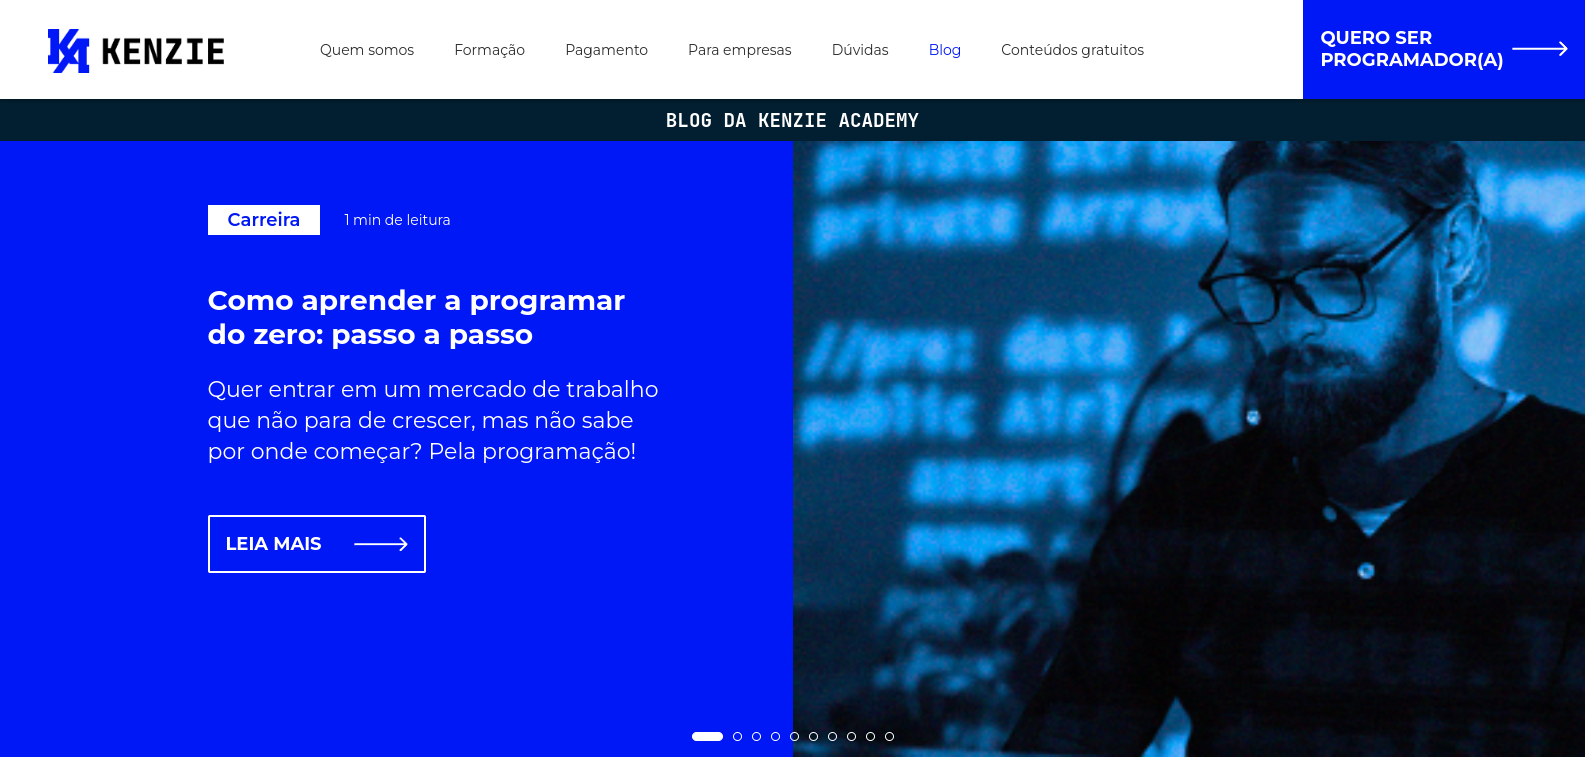 KENZIE
Quem somos
Formação
Pagamento
Para empresas
Dúvidas
Blog
Conteúdos gratuitos
QUERO SER
PROGRAMADOR(A)
BLOG DA KENZIE ACADEMY
Carreira
1 min de leitura
Como aprender a programar
do zero: passo a passo
Quer entrar em um mercado de trabalho
que não para de crescer, mas não sabe
por onde começar? Pela programação!
LEIA MAIS